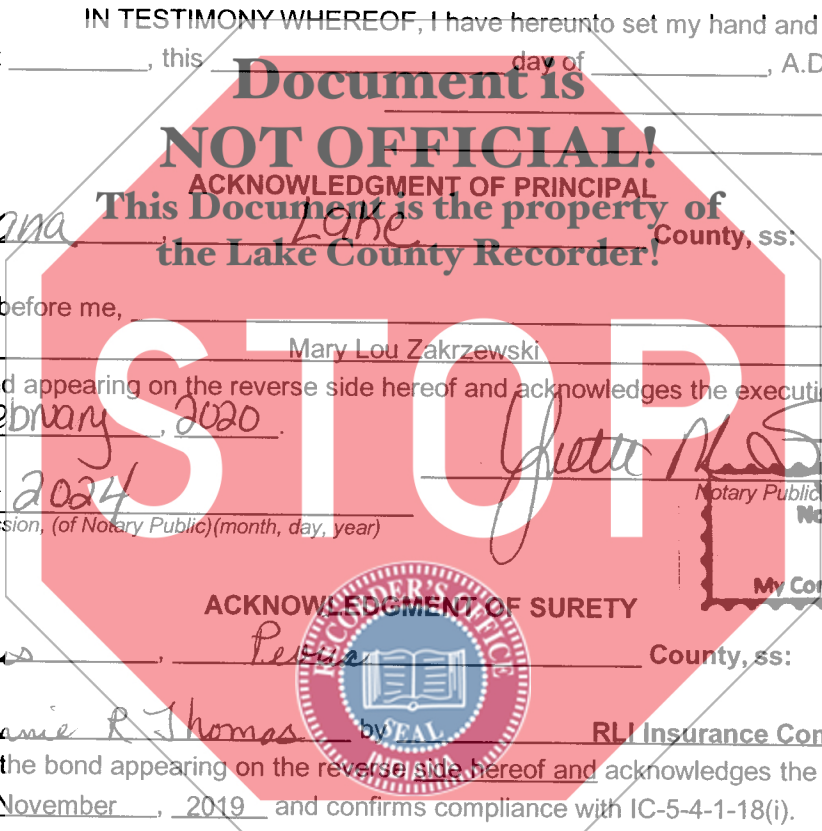 IN TESTIMONY WHEREOF, I have hereunto set my hand and
, this day of , A.D
Document is
NOT OFFICIAL!
ACKNOWLEDGMENT OF PRINCIPAL
This Document is the property of
ana , Lake County, ss:
the Lake County Recorder!
before me,
Mary Lou Zakrzewski
d appearing on the reverse side hereof and acknowledges the executi
bruary , 2020 .
STOP
2024
Notary Public
sion, (of Notary Public)(month, day, year)
No
My Con
ACKNOWLEDGMENT OF SURETY
RECORDER'S OFFICE
SEAL
County, ss:
anie R Thomas by RLI Insurance Con
the bond appearing on the reverse side hereof and acknowledges the
November , 2019 and confirms compliance with IC-5-4-1-18(i).